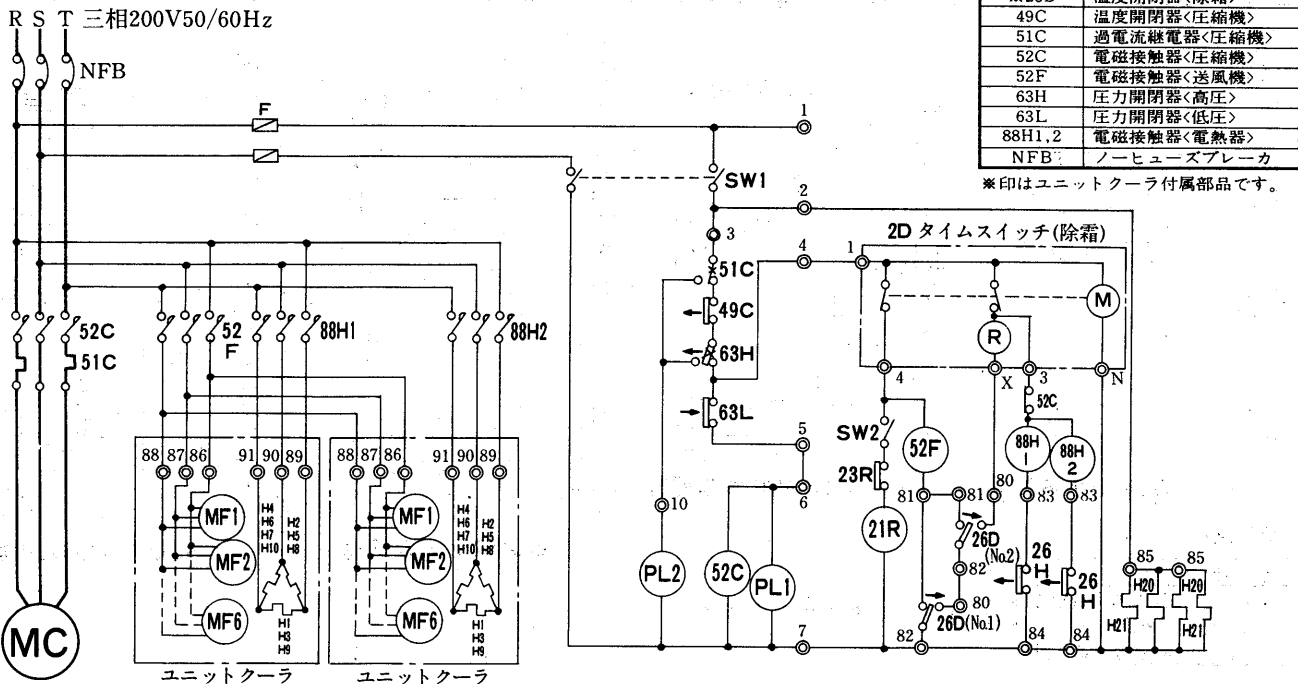 R S T 三相200V50/60Hz
NFB
F
1
SW1
2
3
4
51C
49C
63H
63L
5
6
10
PL2
52C
PL1
7
49C 温度開閉器<圧縮機>
51C 過電流継電器<圧縮機>
52C 電磁接触器<圧縮機>
52F 電磁接触器<送風機>
63H 圧力開閉器<高圧>
63L 圧力開閉器<低圧>
88H1,2 電磁接触器<電熱器>
NFB ノーヒューズブレーカ
※印はユニットクーラ付属部品です。
2D タイムスイッチ(除霜)
1
M
R
4
X
3
N
52C
SW2
52F
88H
1
88H
2
23R
81
81
80
83
83
21R
26D
(No.2)
82
80
26D(No.1)
82
26
H
26
H
84
84
85
85
H20
H20
H21
H21
52C
51C
52
F
88H1
88H2
88 87 86 91 90 89
88 87 86 91 90 89
MF1
MF2
MF6
H4
H6
H7
H10
H2
H5
H8
H1
H3
H9
MF1
MF2
MF6
H4
H6
H7
H10
H2
H5
H8
H1
H3
H9
MC
ユニットクーラ
ユニットクーラ